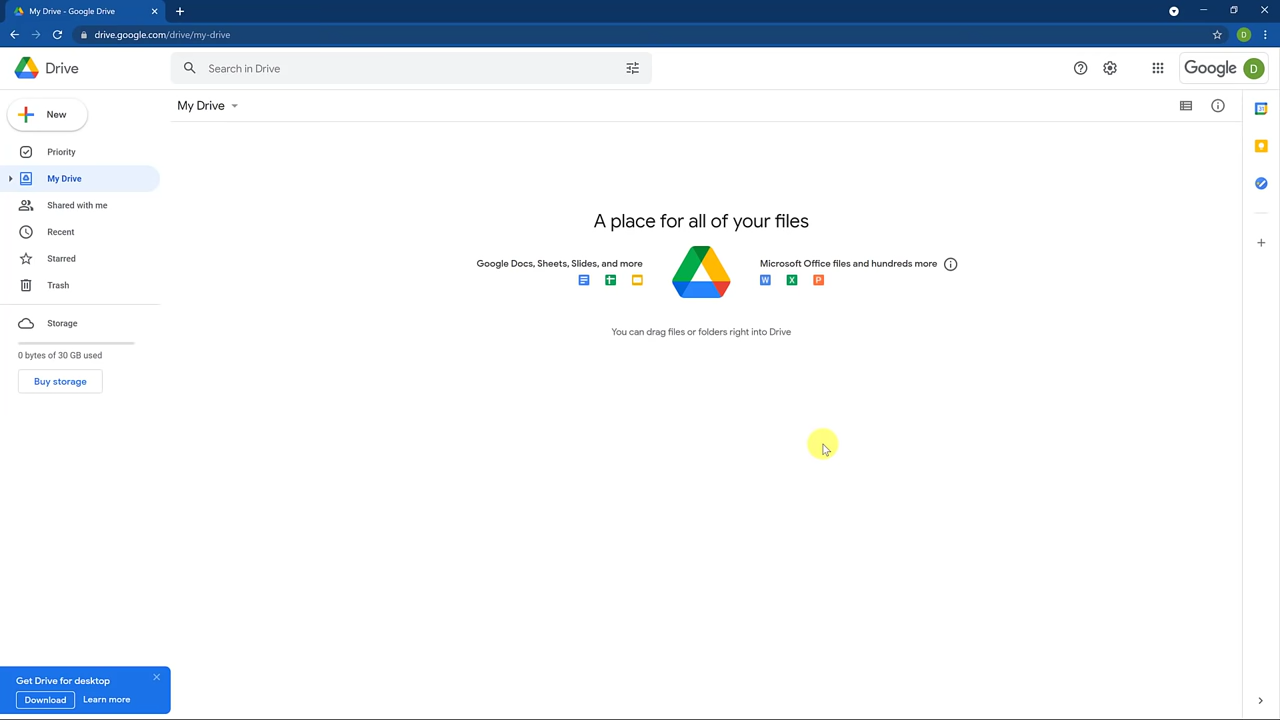 My Drive - Google Drive
drive.google.com/drive/my-drive
D
Drive
Search in Drive
Google
D
New
My Drive
31
Priority
My Drive
Shared with me
Recent
Starred
Trash
Storage
0 bytes of 30 GB used
Buy storage
A place for all of your files
Google Docs, Sheets, Slides, and more
Microsoft Office files and hundreds more
W X P
You can drag files or folders right into Drive
Get Drive for desktop
Download Learn more